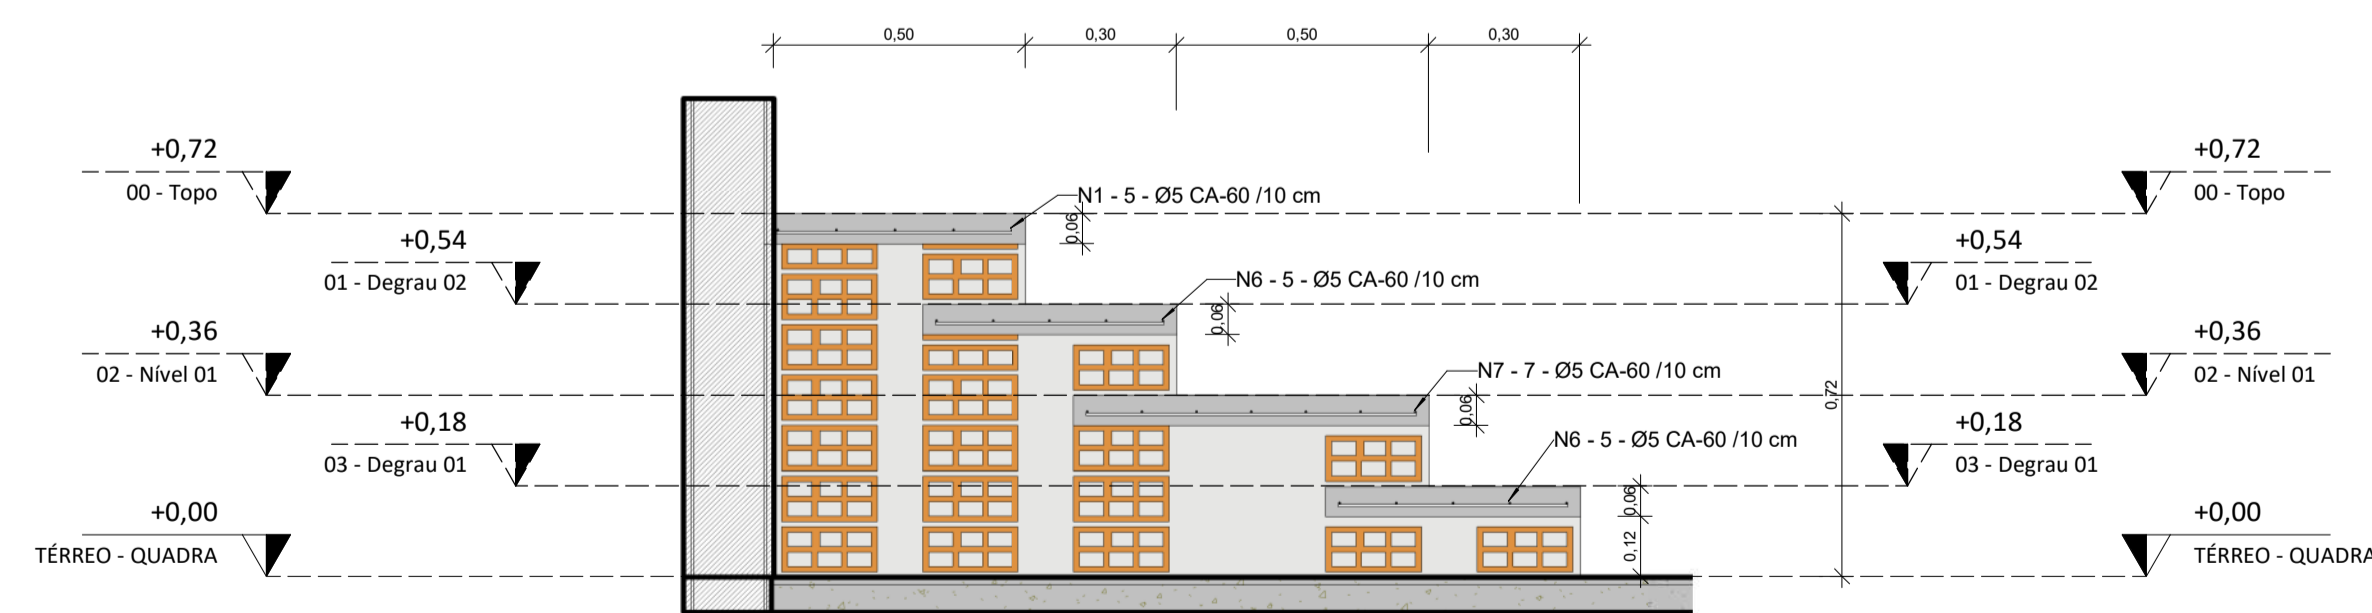 0,50
0,30
0,50
0,30
+0,72
00 - Topo
+0,54
01 - Degrau 02
+0,36
02 - Nível 01
+0,18
03 - Degrau 01
+0,00
TÉRREO - QUADRA
N1 - 5 - Ø5 CA-60 /10 cm
0,06
N6 - 5 - Ø5 CA-60 /10 cm
0,06
N7 - 7 - Ø5 CA-60 /10 cm
0,06
N6 - 5 - Ø5 CA-60 /10 cm
0,06
0,12
0,72
+0,72
00 - Topo
+0,54
01 - Degrau 02
+0,36
02 - Nível 01
+0,18
03 - Degrau 01
+0,00
TÉRREO - QUADRA